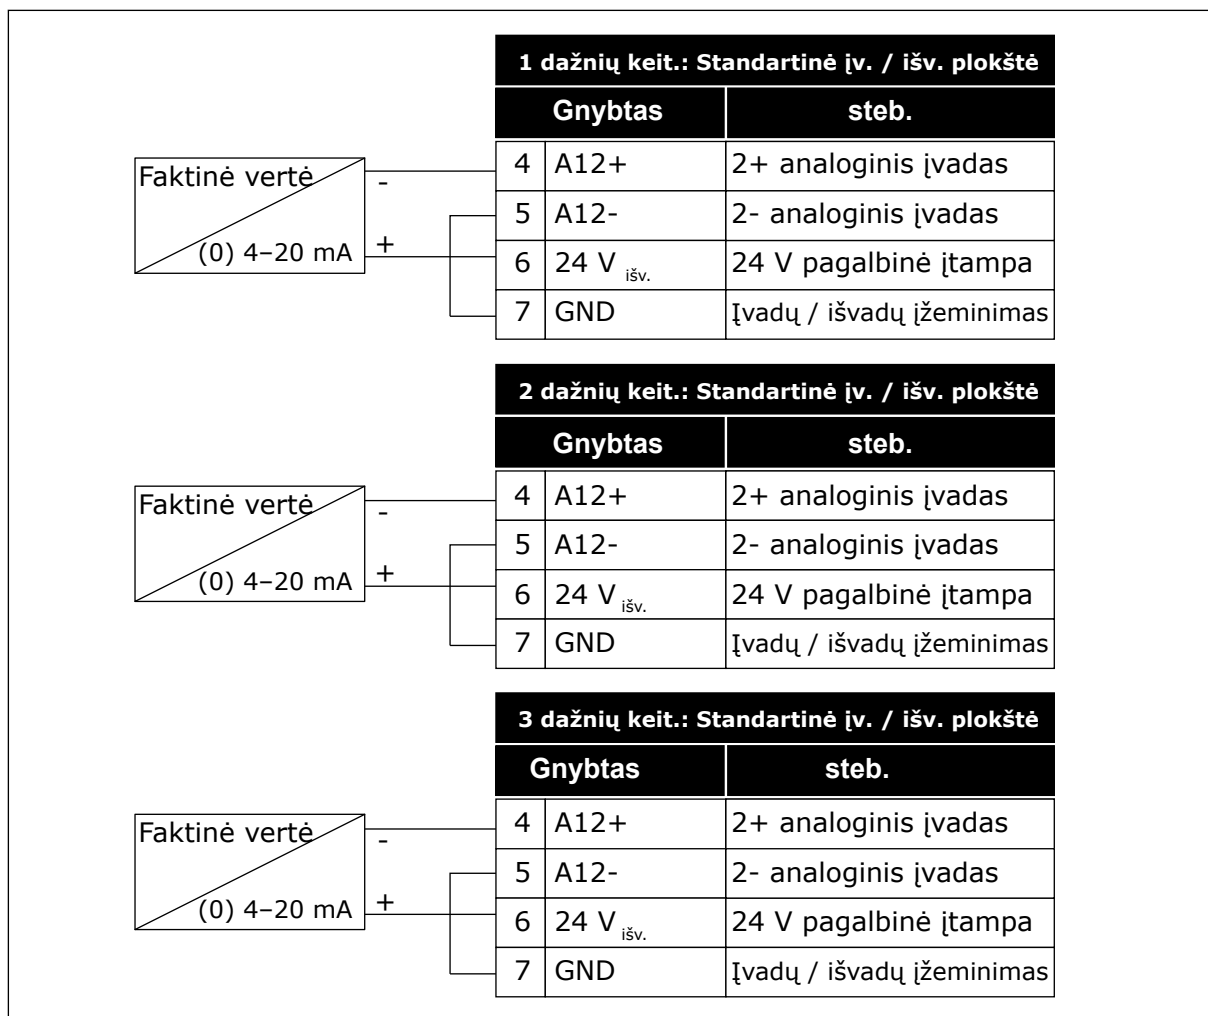 1 dažnių keit.: Standartinė įv. / išv. plokštė
Gnybtas steb.
Faktinė vertė
(0) 4–20 mA
-
+
4 A12+ 2+ analoginis įvadas
5 A12- 2- analoginis įvadas
6 24 V išv. 24 V pagalbinė įtampa
7 GND Įvadų / išvadų įžeminimas
2 dažnių keit.: Standartinė įv. / išv. plokštė
Gnybtas steb.
Faktinė vertė
(0) 4–20 mA
-
+
4 A12+ 2+ analoginis įvadas
5 A12- 2- analoginis įvadas
6 24 V išv. 24 V pagalbinė įtampa
7 GND Įvadų / išvadų įžeminimas
3 dažnių keit.: Standartinė įv. / išv. plokštė
Gnybtas steb.
Faktinė vertė
(0) 4–20 mA
-
+
4 A12+ 2+ analoginis įvadas
5 A12- 2- analoginis įvadas
6 24 V išv. 24 V pagalbinė įtampa
7 GND Įvadų / išvadų įžeminimas